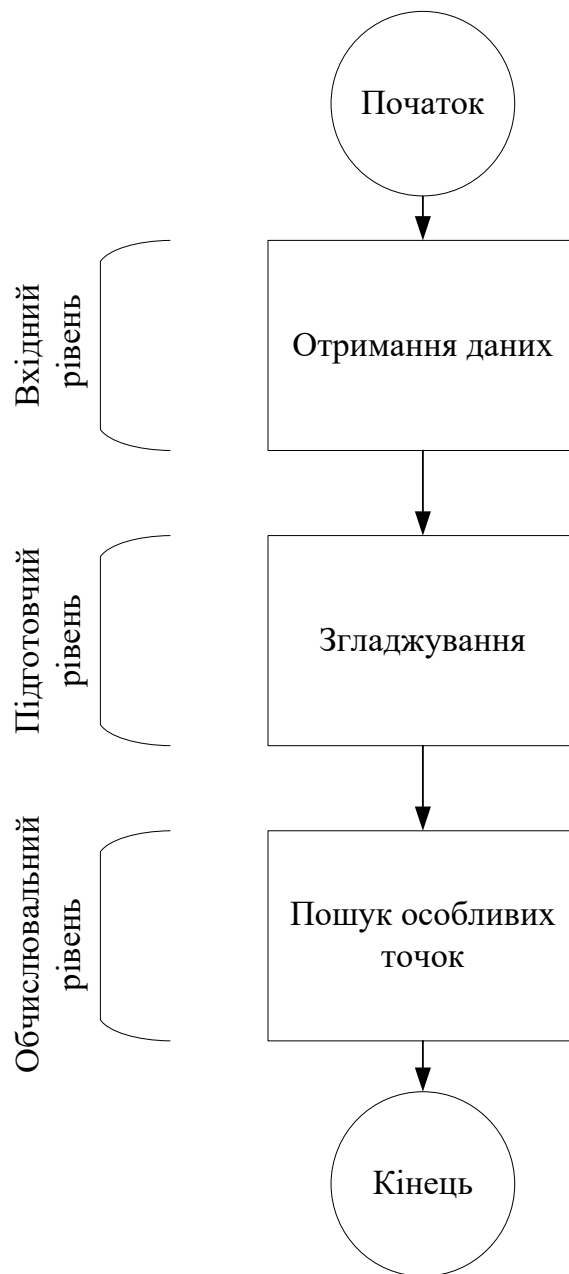 Початок
Вхідний
рівень
Отримання даних
Підготовчий
рівень
Згладжування
Обчислювальний
рівень
Пошук особливих
точок
Кінець